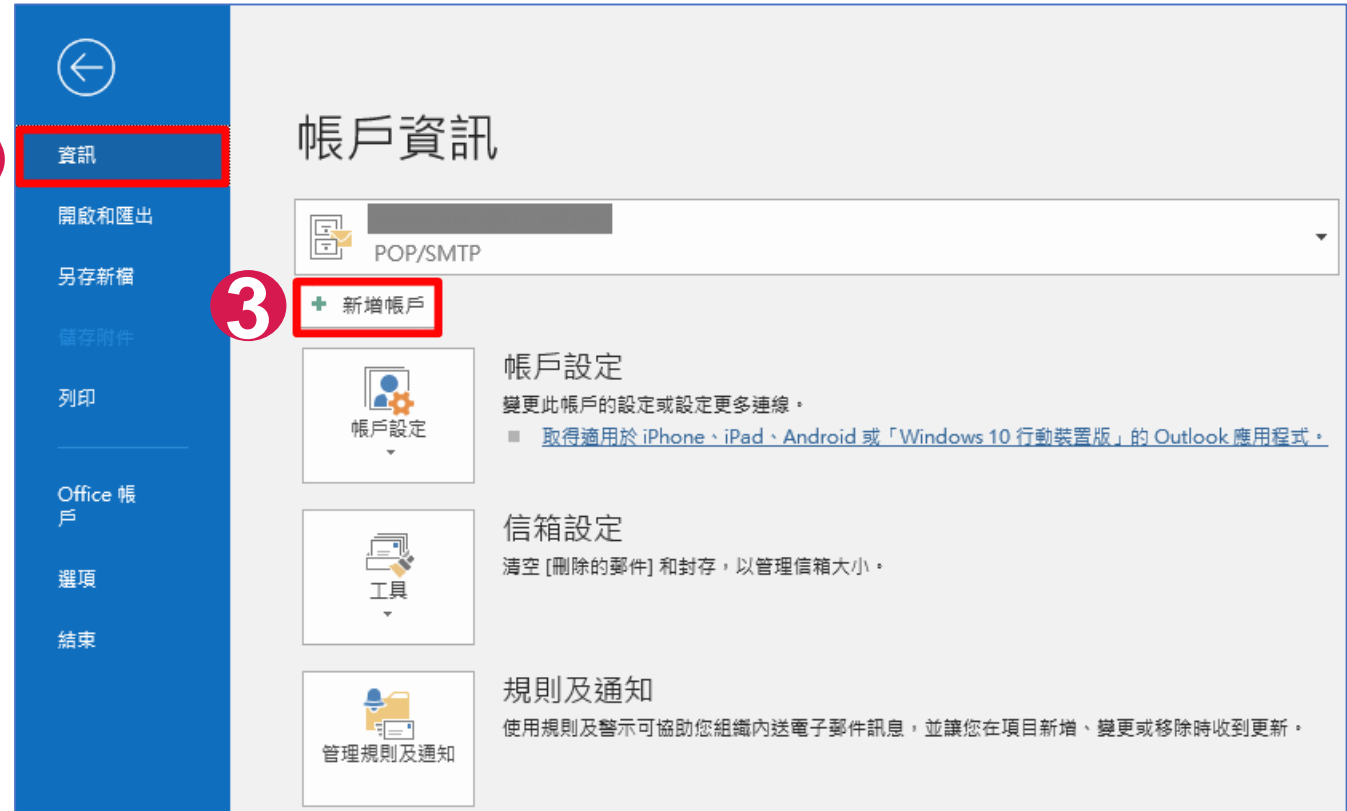 資訊
開啟和匯出
另存新檔
儲存附件
列印
Office 帳
戶
選項
結束
帳戶資訊
POP/SMTP
3
新增帳戶
帳戶設定
帳戶設定
變更此帳戶的設定或設定更多連線。
取得適用於 iPhone、iPad、Android 或「Windows 10 行動裝置版」的 Outlook 應用程式。
工具
信箱設定
清空 [刪除的郵件] 和封存，以管理信箱大小。
管理規則及通知
規則及通知
使用規則及警示可協助您組織內送電子郵件訊息，並讓您在項目新增、變更或移除時收到更新。